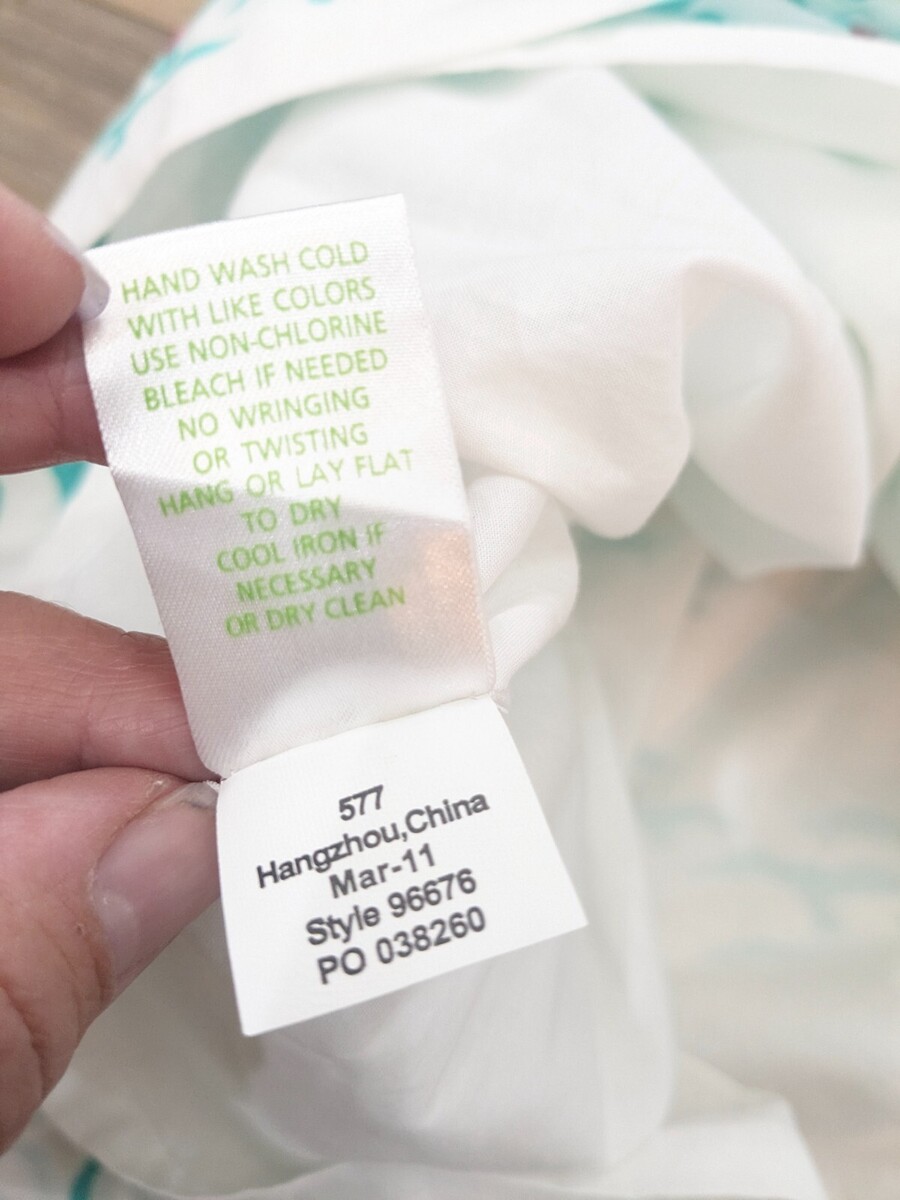 HAND WASH COLD
WITH LIKE COLORS
USE NON-CHLORINE
BLEACH IF NEEDED
NO WRINGING
OR TWISTING
HANG OR LAY FLAT
TO DRY
COOL IRON IF
NECESSARY
OR DRY CLEAN
577
Hangzhou,China
Mar-11
Style 96676
PO 038260